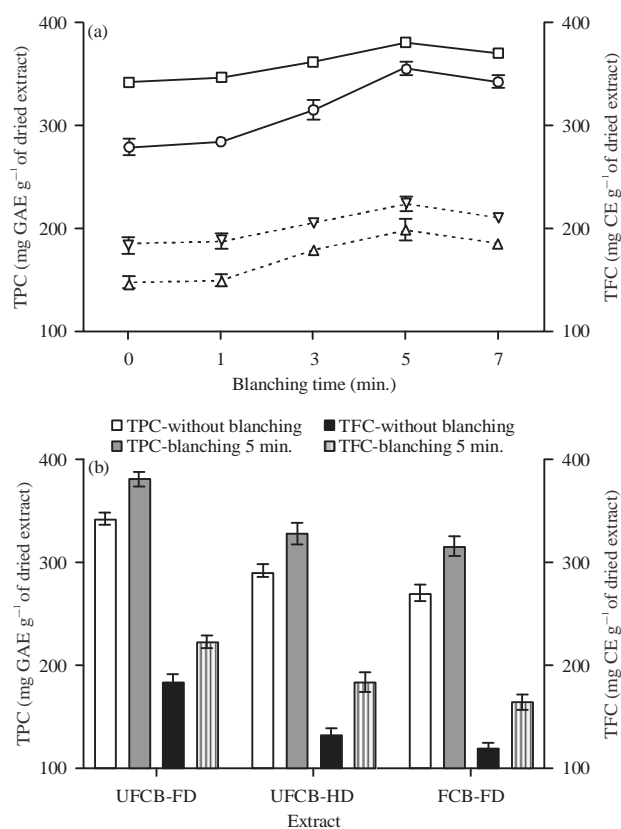 (a)
400
300
200
100
TPC (mg GAE g⁻¹ of dried extract)
400
300
200
100
TFC (mg CE g⁻¹ of dried extract)
0 1 3 5 7
Blanching time (min.)
TPC-without blanching TFC-without blanching
TPC-blanching 5 min. TFC-blanching 5 min.
(b)
400
300
200
100
TPC (mg GAE g⁻¹ of dried extract)
400
300
200
100
TFC (mg CE g⁻¹ of dried extract)
UFCB-FD UFCB-HD FCB-FD
Extract